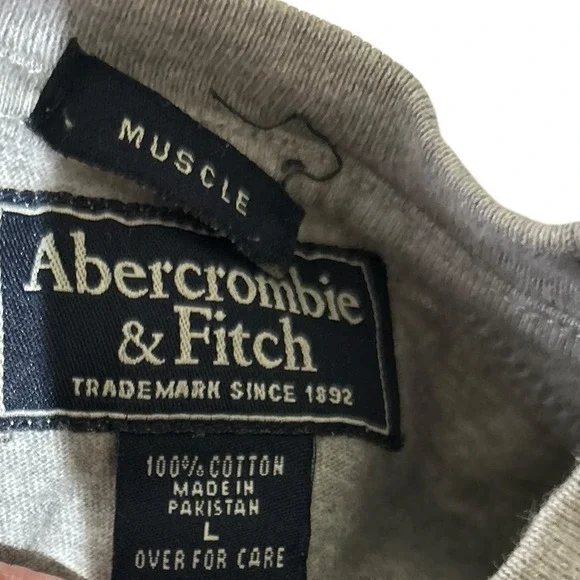 MUSCLE
Abercrombie
& Fitch
TRADEMARK SINCE 1892
100% COTTON
MADE IN
PAKISTAN
L
OVER FOR CARE